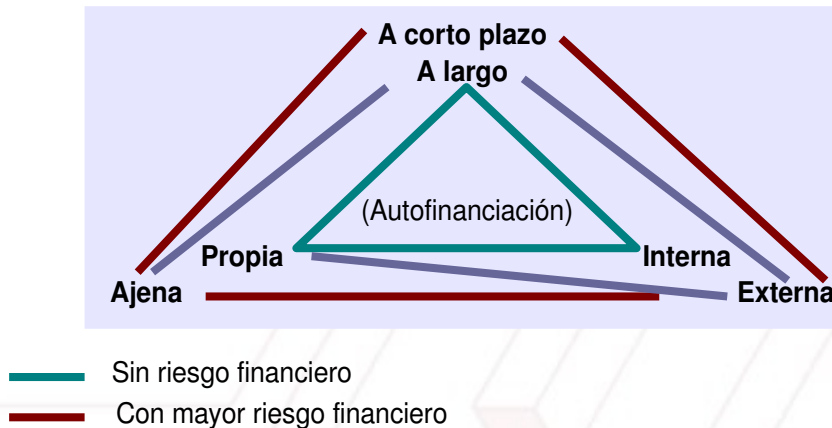 A corto plazo
A largo
(Autofinanciación)
Propia
Interna
Ajena
Externa
Sin riesgo financiero
Con mayor riesgo financiero